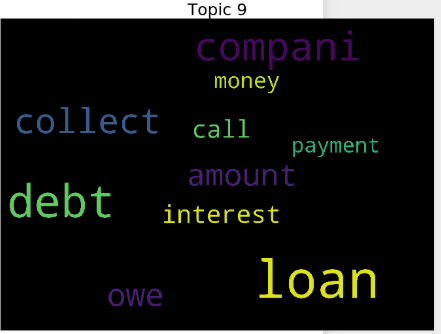 Topic 9
compani
money
collect
call
payment
amount
debt
interest
owe
loan